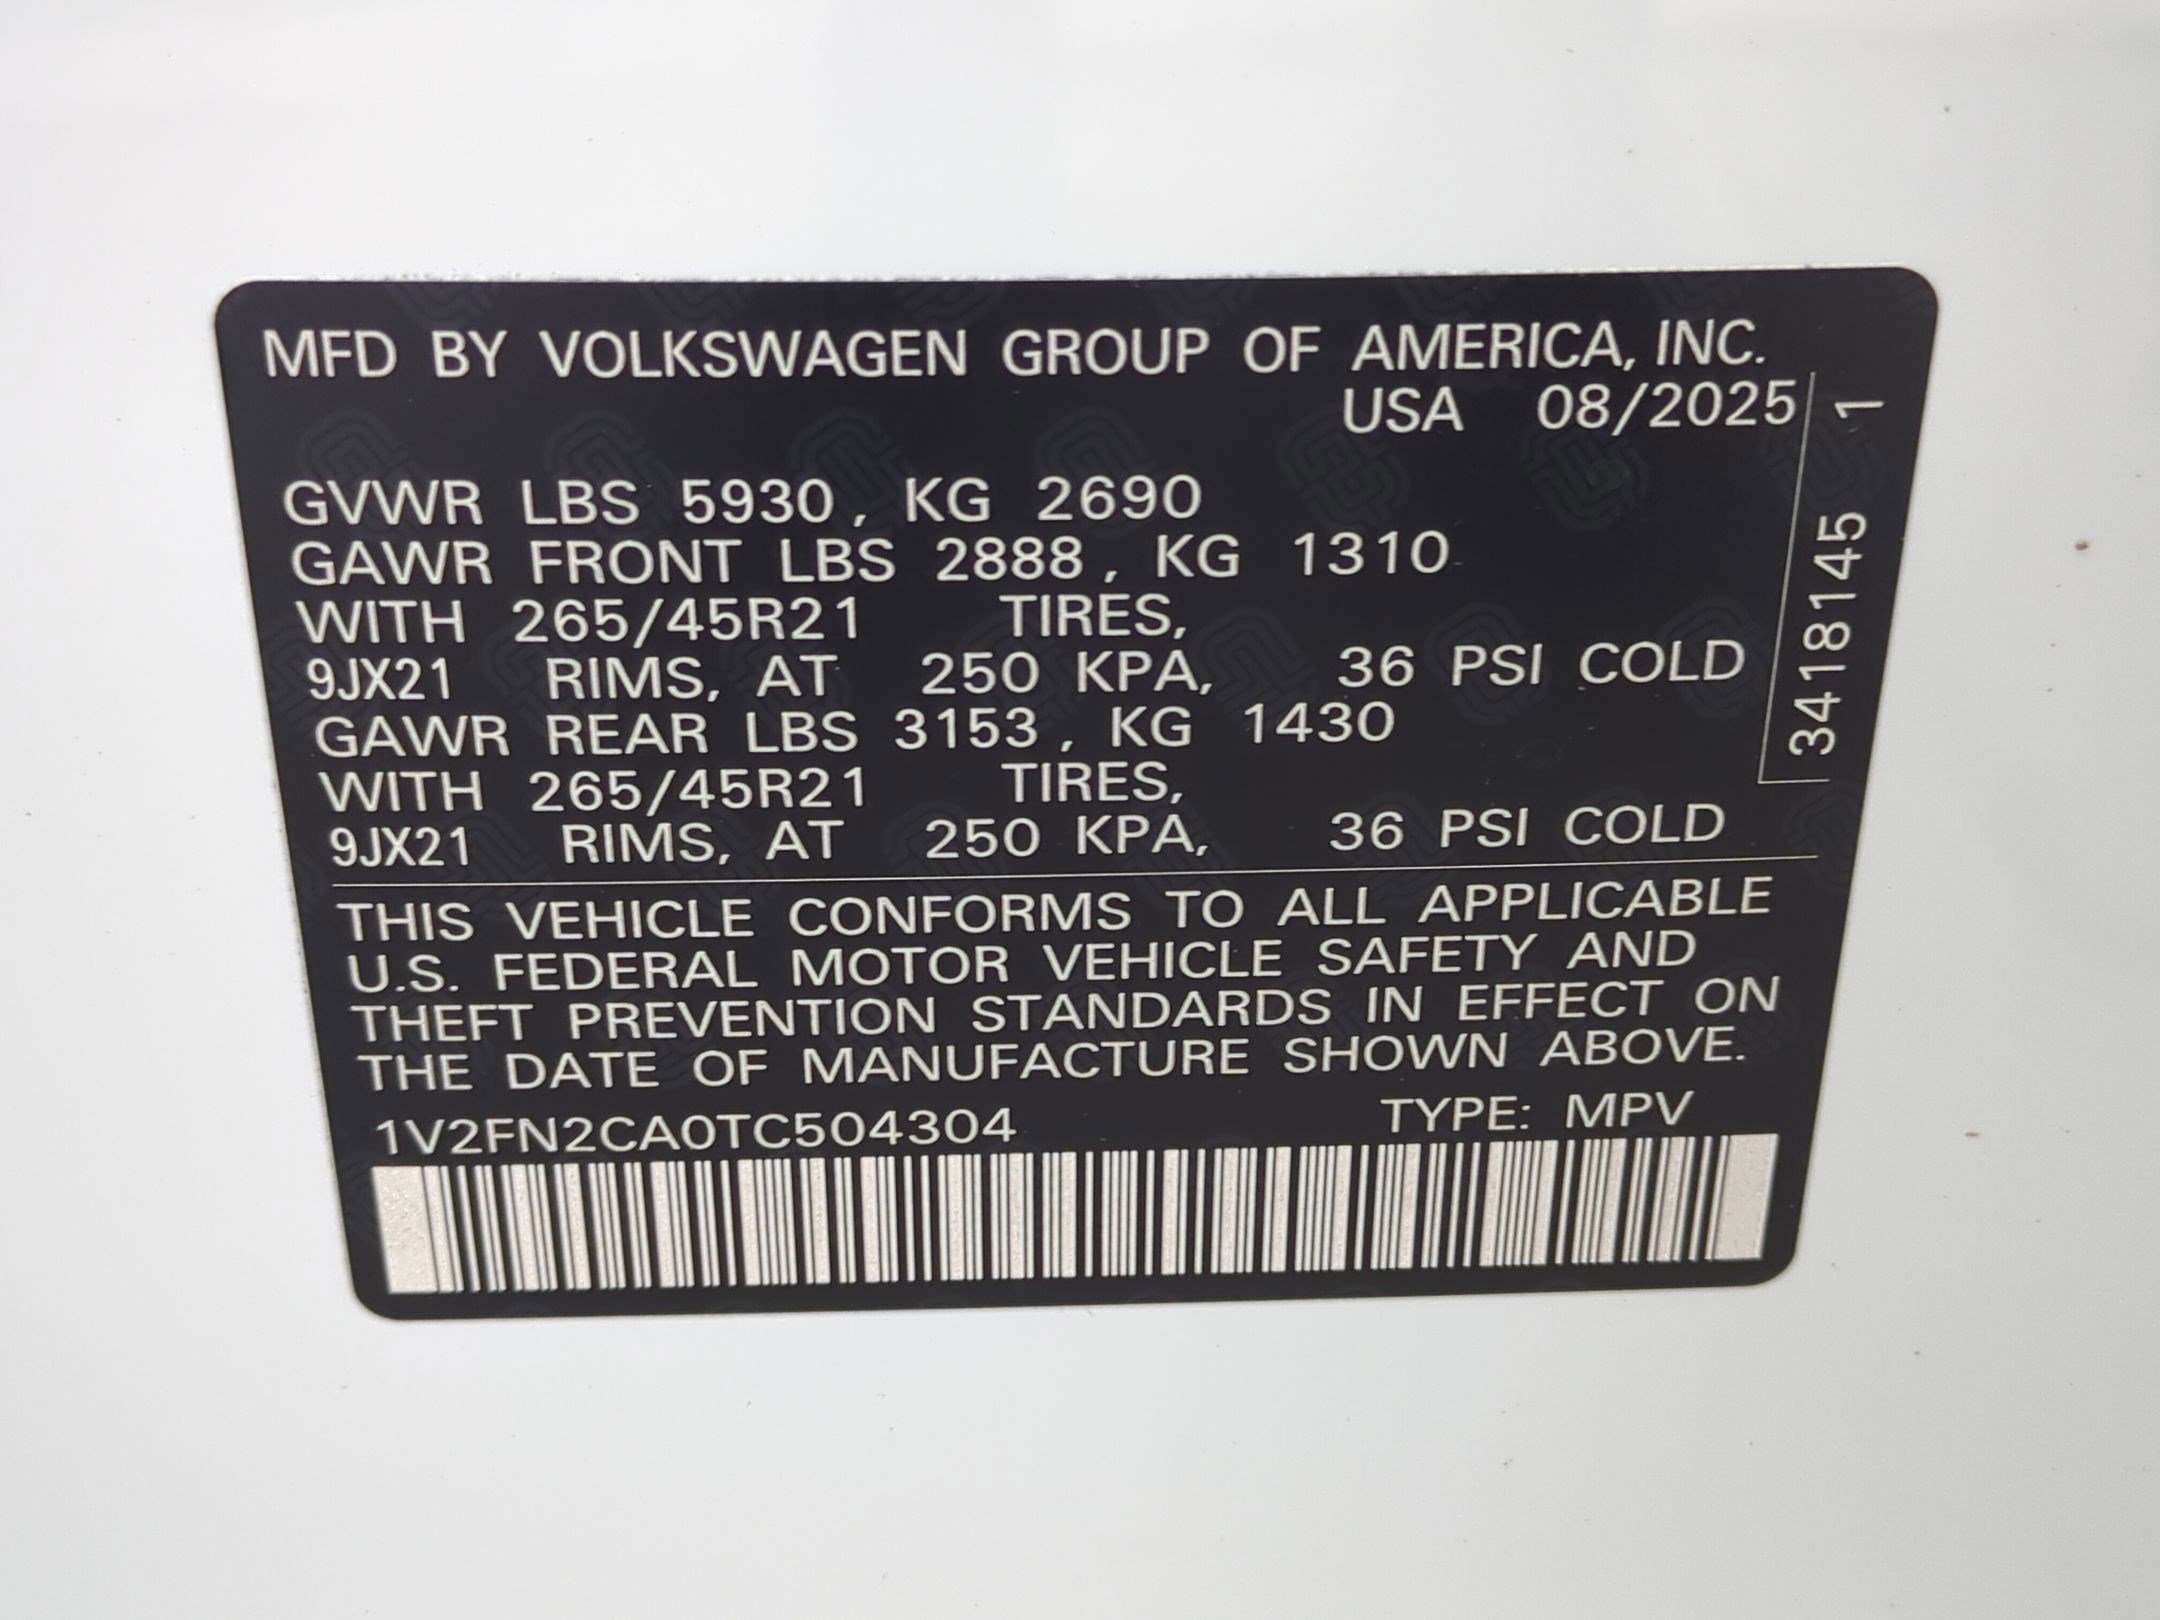 MFD BY VOLKSWAGEN GROUP OF AMERICA, INC.
USA 08/2025
GVWR LBS 5930, KG 2690
GAWR FRONT LBS 2888, KG 1310
WITH 265/45R21 TIRES,
9JX21 RIMS, AT 250 KPA, 36 PSI COLD
GAWR REAR LBS 3153, KG 1430
WITH 265/45R21 TIRES,
9JX21 RIMS, AT 250 KPA, 36 PSI COLD
3418145 1
THIS VEHICLE CONFORMS TO ALL APPLICABLE
U.S. FEDERAL MOTOR VEHICLE SAFETY AND
THEFT PREVENTION STANDARDS IN EFFECT ON
THE DATE OF MANUFACTURE SHOWN ABOVE.
1V2FN2CA0TC504304 TYPE: MPV